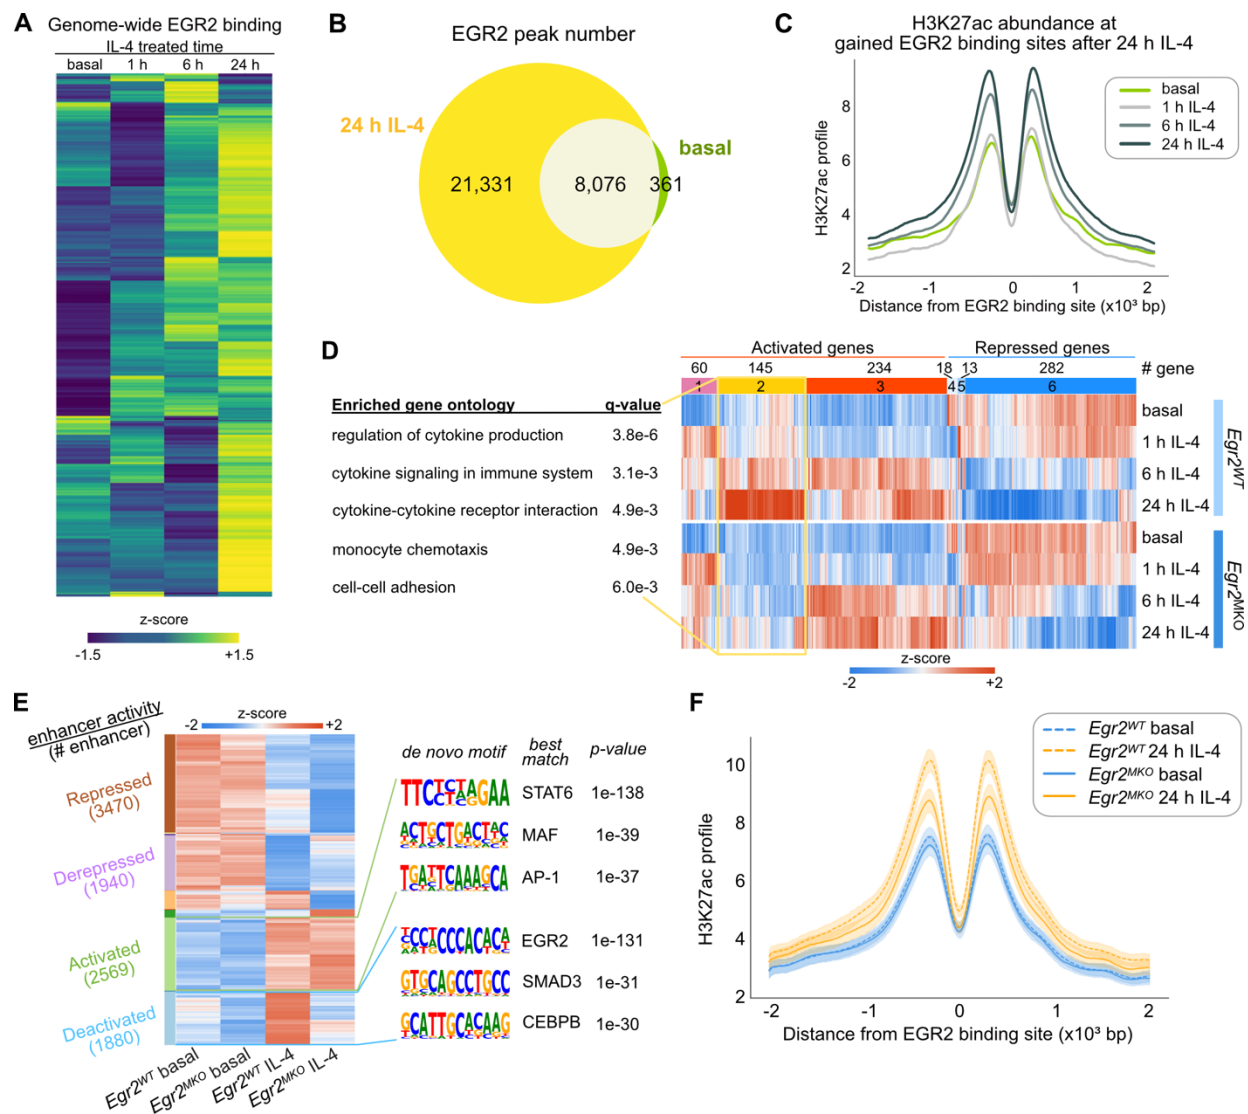 A
Genome-wide EGR2 binding
IL-4 treated time
basal 1 h 6 h 24 h
z-score
-1.5 +1.5
B
EGR2 peak number
24 h IL-4
basal
21,331 8,076 361
C
H3K27ac abundance at
gained EGR2 binding sites after 24 h IL-4
H3K27ac profile
8
6
4
2
basal
1 h IL-4
6 h IL-4
24 h IL-4
-2 -1 0 1 2
Distance from EGR2 binding site (x10³ bp)
D
Activated genes Repressed genes
60 145 234 18 13 282 # gene
1 2 3 4 5 6
Enriched gene ontology q-value
regulation of cytokine production 3.8e-6
cytokine signaling in immune system 3.1e-3
cytokine-cytokine receptor interaction 4.9e-3
monocyte chemotaxis 4.9e-3
cell-cell adhesion 6.0e-3
basal
1 h IL-4
6 h IL-4
24 h IL-4
Egr2WT
basal
1 h IL-4
6 h IL-4
24 h IL-4
Egr2MKO
z-score
-2 +2
E
enhancer activity
(# enhancer)
z-score
-2 +2
Repressed
(3470)
Derepressed
(1940)
Activated
(2569)
Deactivated
(1880)
Egr2WT basal
Egr2MKO basal
Egr2WT IL-4
Egr2MKO IL-4
de novo motif best match p-value
STAT6 1e-138
MAF 1e-39
AP-1 1e-37
EGR2 1e-131
SMAD3 1e-31
CEBPB 1e-30
F
Egr2WT basal
Egr2WT 24 h IL-4
Egr2MKO basal
Egr2MKO 24 h IL-4
H3K27ac profile
10
8
6
4
2
-2 -1 0 1 2
Distance from EGR2 binding site (x10³ bp)